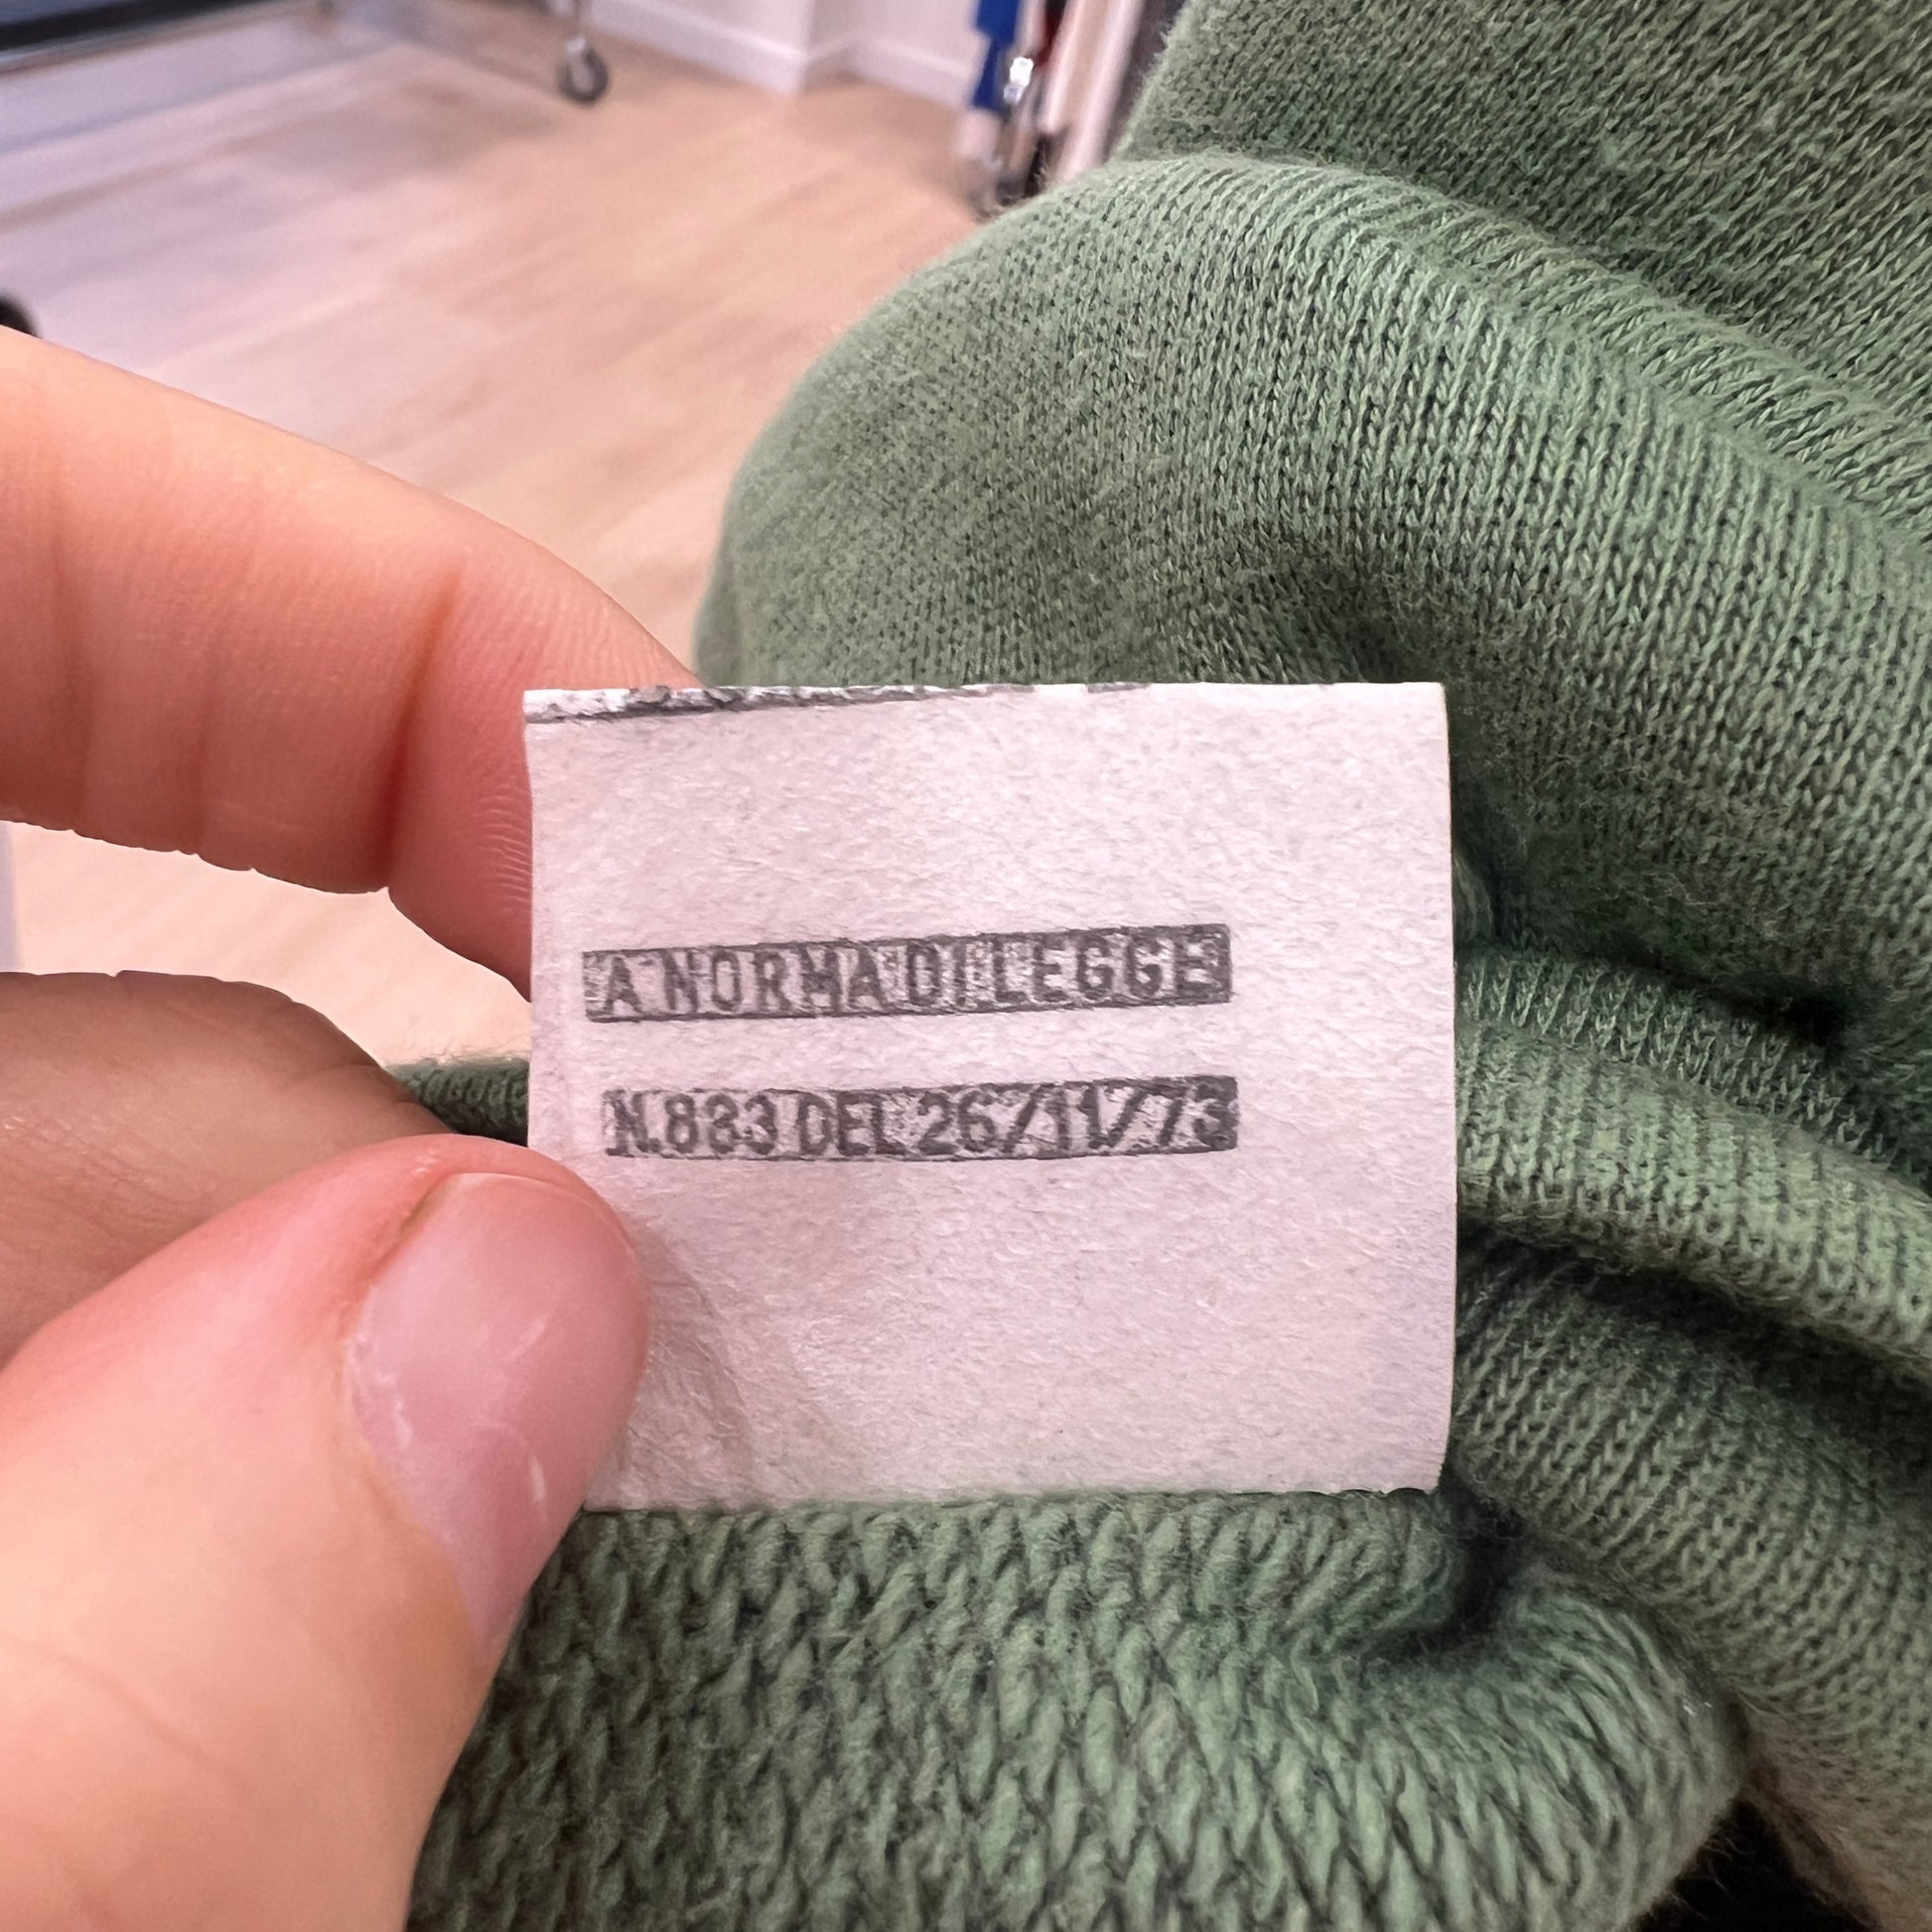 A NORMA DI LEGGE
N.883 DEL 26/11/73